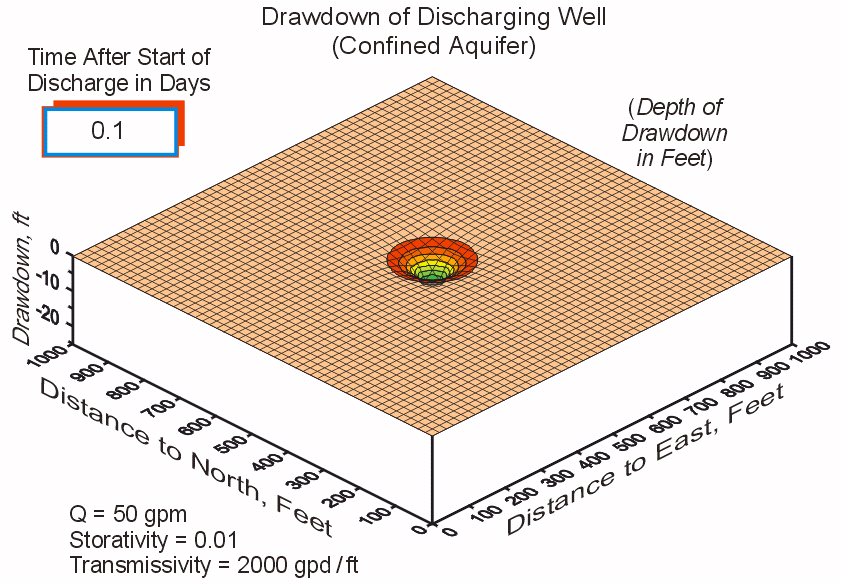 Drawdown of Discharging Well
(Confined Aquifer)
Time After Start of
Discharge in Days
0.1
(Depth of
Drawdown
in Feet)
Drawdown, ft
0
-10
-20
1000
900
800
700
600
500
400
300
200
100
0
Distance to North, Feet
0
100
200
300
400
500
600
700
800
900
1000
Distance to East, Feet
Q = 50 gpm
Storativity = 0.01
Transmissivity = 2000 gpd/ft